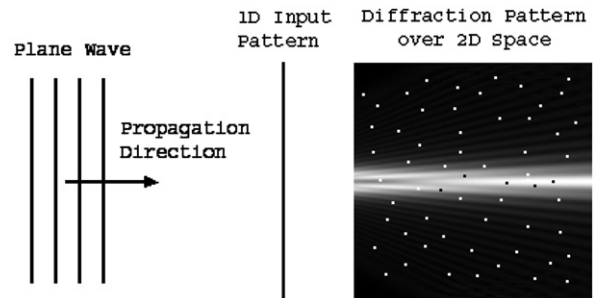 1D Input
Pattern
Diffraction Pattern
over 2D Space
Plane Wave
Propagation
Direction